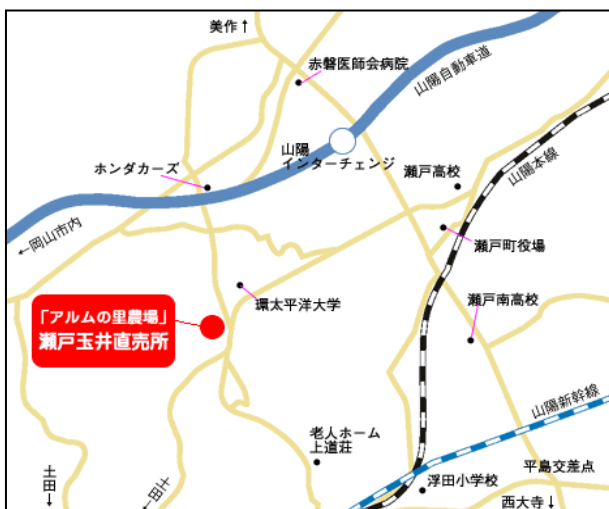 美作↑
赤磐医師会病院
山陽自動車道
山陽
インターチェンジ
ホンダカーズ
瀬戸高校
山陽本線
←岡山市内
瀬戸町役場
環太平洋大学
「アルムの里農場」
瀬戸玉井直売所
瀬戸南高校
山陽新幹線
老人ホーム
上道荘
平島交差点
土田↓
←土田
浮田小学校
西大寺↓